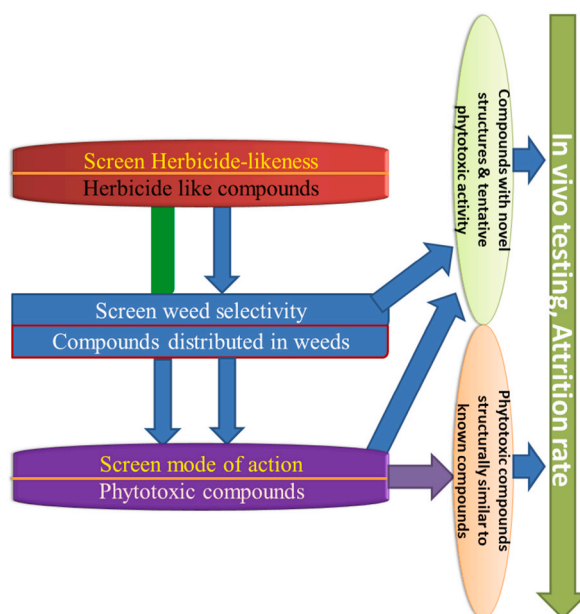 Screen Herbicide-likeness
Herbicide like compounds
Screen weed selectivity
Compounds distributed in weeds
Screen mode of action
Phytotoxic compounds
Compounds with novel
structures & tentative
phytotoxic activity
Phytotoxic compounds
structurally similar to
known compounds
In vivo testing, Attrition rate